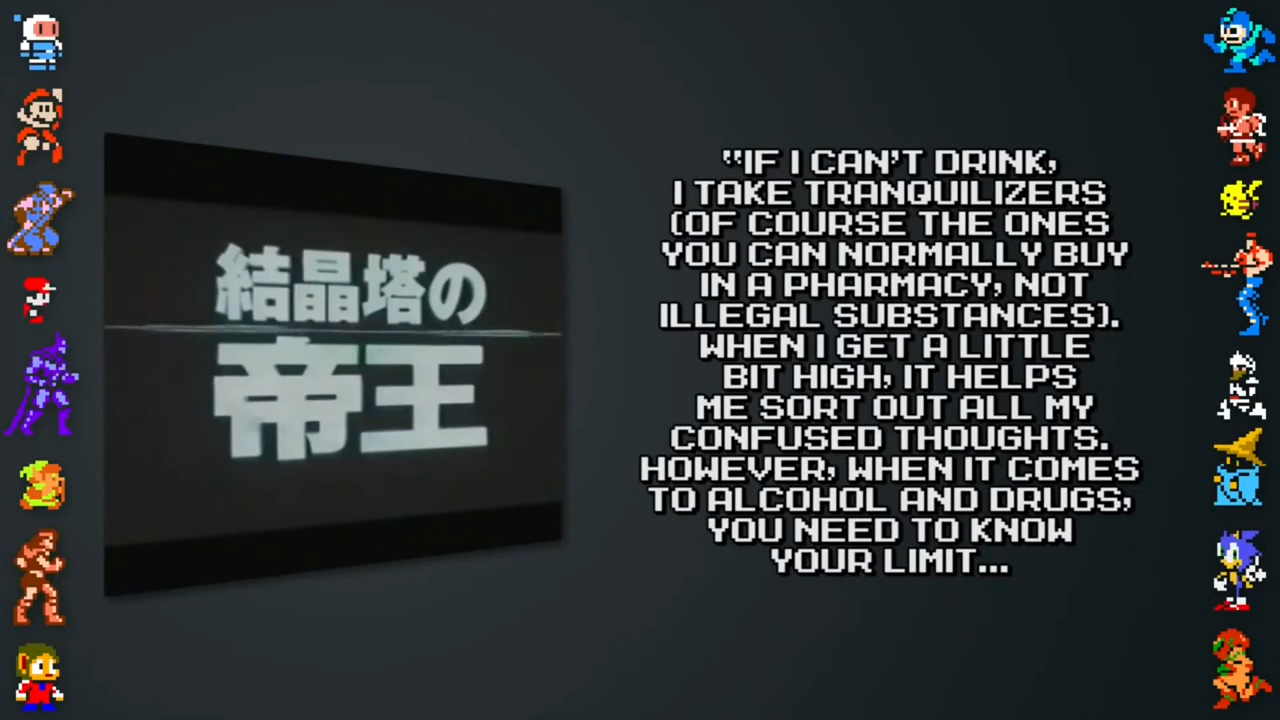 結晶塔の
帝王
"IF I CAN'T DRINK,
I TAKE TRANQUILIZERS
(OF COURSE THE ONES
YOU CAN NORMALLY BUY
IN A PHARMACY, NOT
ILLEGAL SUBSTANCES).
WHEN I GET A LITTLE
BIT HIGH, IT HELPS
ME SORT OUT ALL MY
CONFUSED THOUGHTS.
HOWEVER, WHEN IT COMES
TO ALCOHOL AND DRUGS,
YOU NEED TO KNOW
YOUR LIMIT...